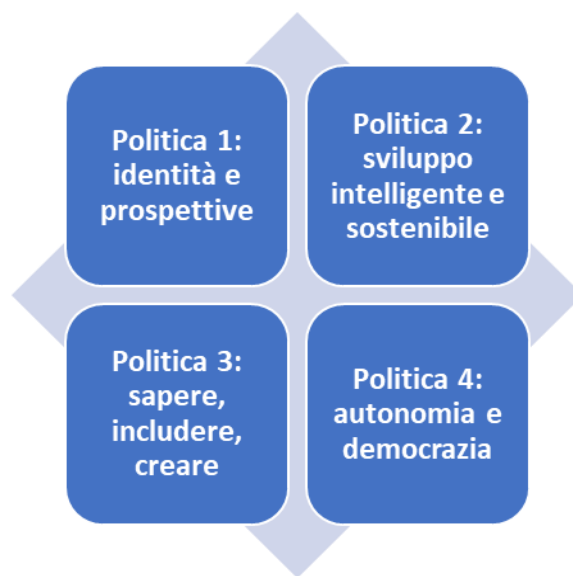 Politica 1:
identità e
prospettive
Politica 2:
sviluppo
intelligente e
sostenibile
Politica 3:
sapere,
includere,
creare
Politica 4:
autonomia e
democrazia